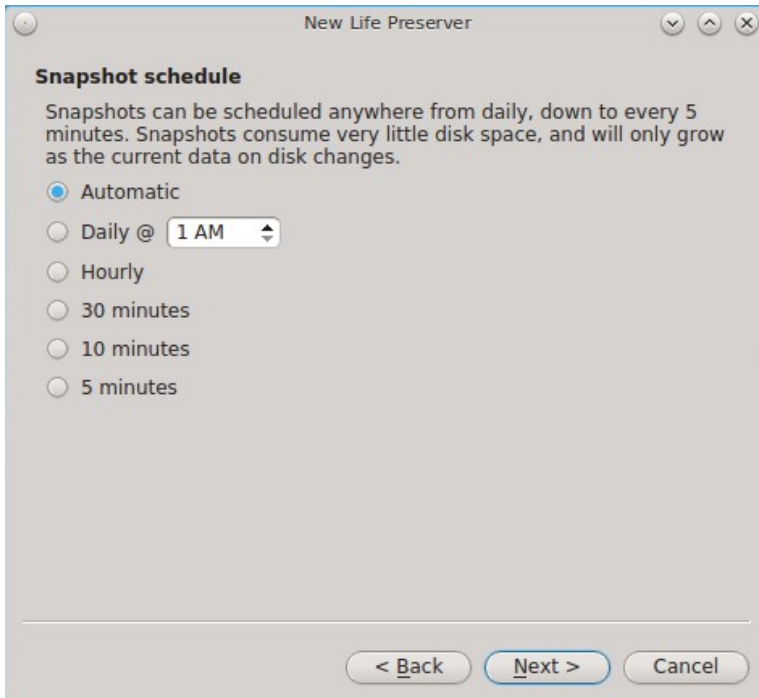 New Life Preserver
Snapshot schedule
Snapshots can be scheduled anywhere from daily, down to every 5
minutes. Snapshots consume very little disk space, and will only grow
as the current data on disk changes.
Automatic
Daily @ 1 AM
Hourly
30 minutes
10 minutes
5 minutes
< Back Next > Cancel